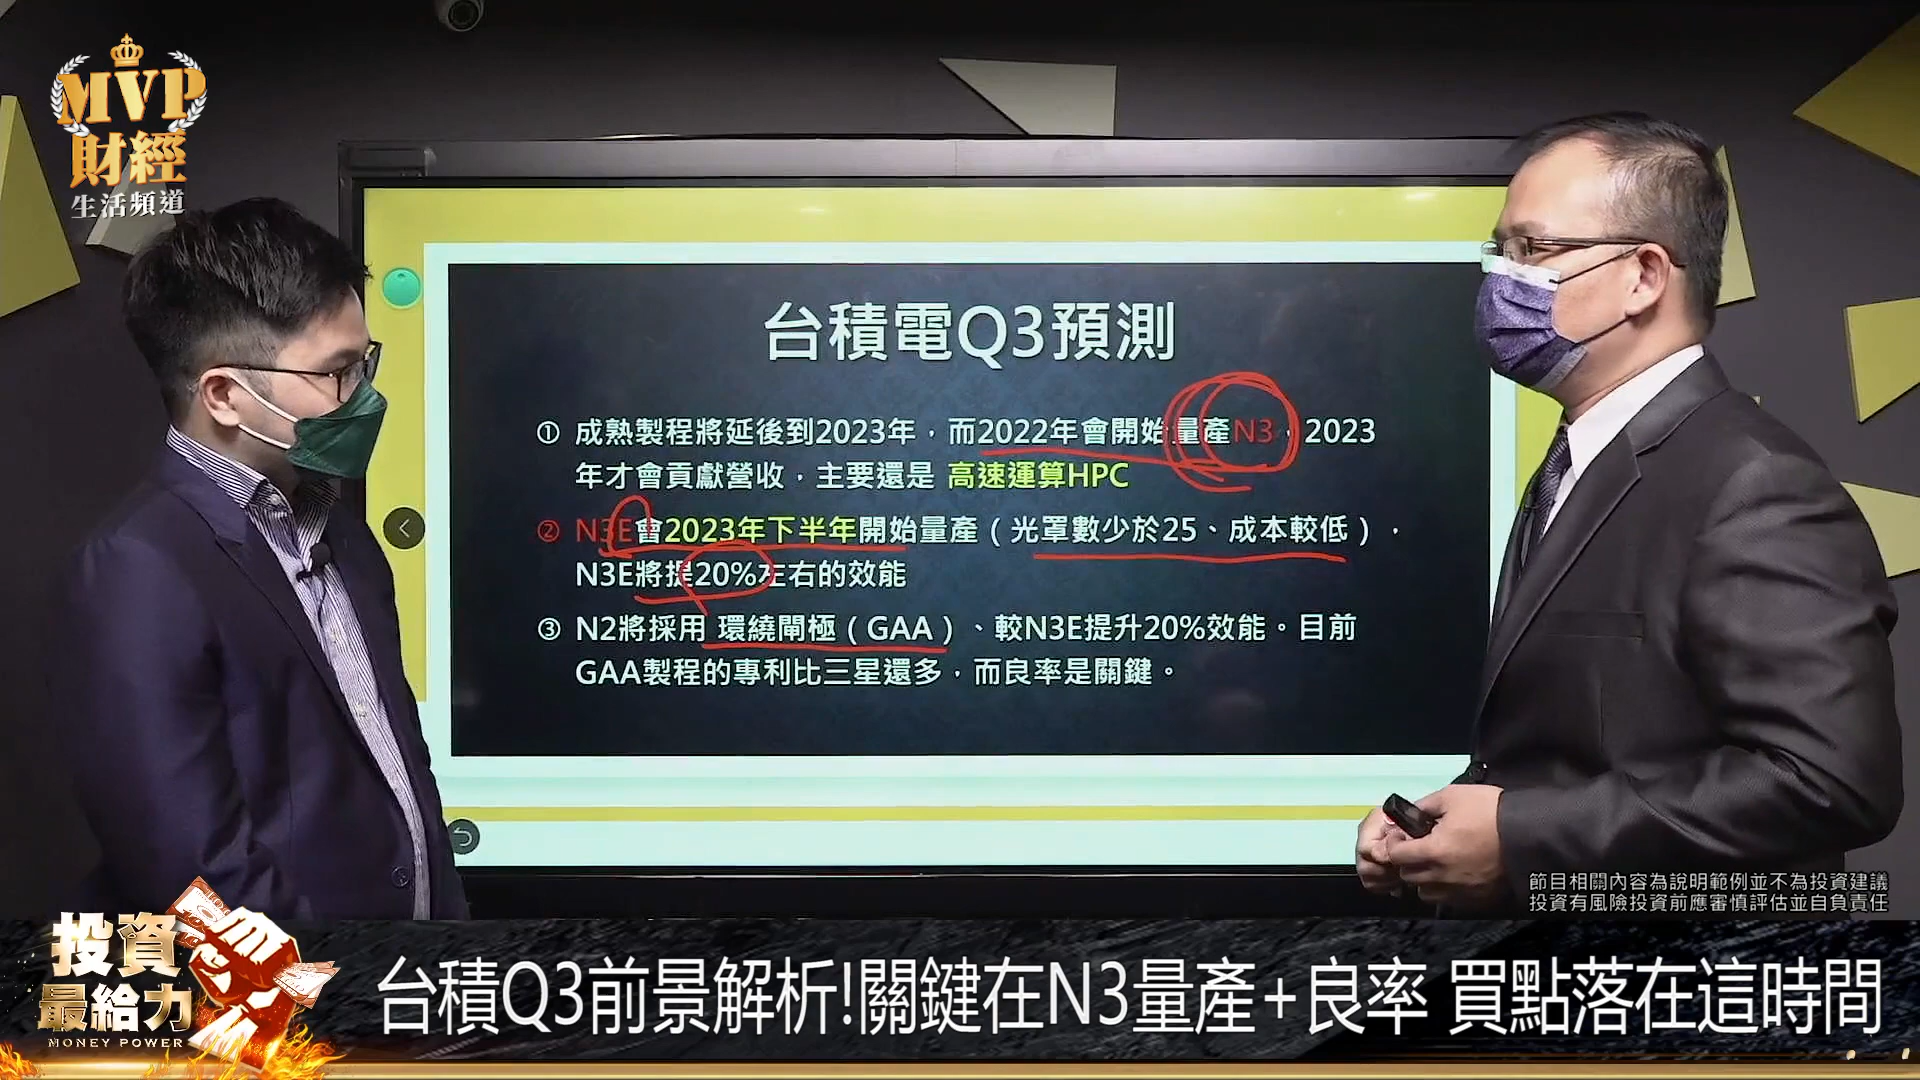 MVP
財經
生活頻道
台積電Q3預測
① 成熟製程將延後到2023年，而2022年會開始量產N3，2023
年才會貢獻營收，主要還是 高速運算HPC
② N3E會2023年下半年開始量產（光罩數少於25、成本較低），
N3E將提20%左右的效能
③ N2將採用 環繞閘極（GAA）、較N3E提升20%效能。目前
GAA製程的專利比三星還多，而良率是關鍵。
節目相關內容為說明範例並不為投資建議
投資有風險投資前應審慎評估並自負責任
投資
最給力
MONEY POWER
台積Q3前景解析!關鍵在N3量產+良率 買點落在這時間